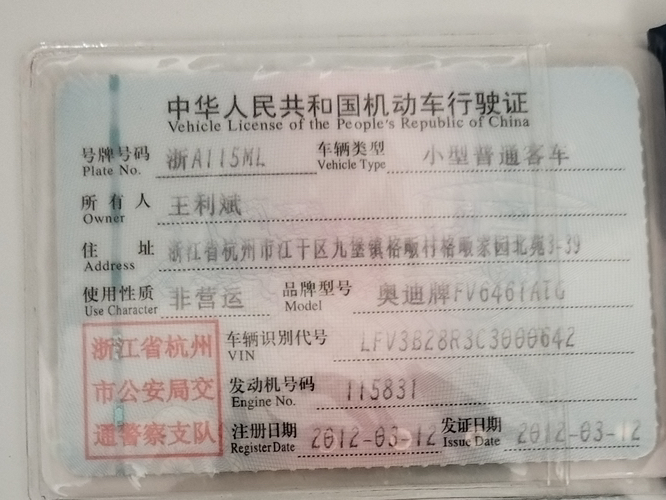 中华人民共和国机动车行驶证
Vehicle License of the People's Republic of China
号牌号码 浙A115ML 车辆类型 小型普通客车
Plate No. Vehicle Type
所有人 王利斌
Owner
住址 浙江省杭州市江干区九堡镇格畈村格畈家园北苑3-39
Address
使用性质 非营运 品牌型号 奥迪牌FV6461ATG
Use Character Model
浙江省杭州 车辆识别代号 LFV3B28R3C3000642
VIN
市公安局交 发动机号码 115831
Engine No.
通警察支队 注册日期 2012-03-12 发证日期 2012-03-12
Register Date Issue Date